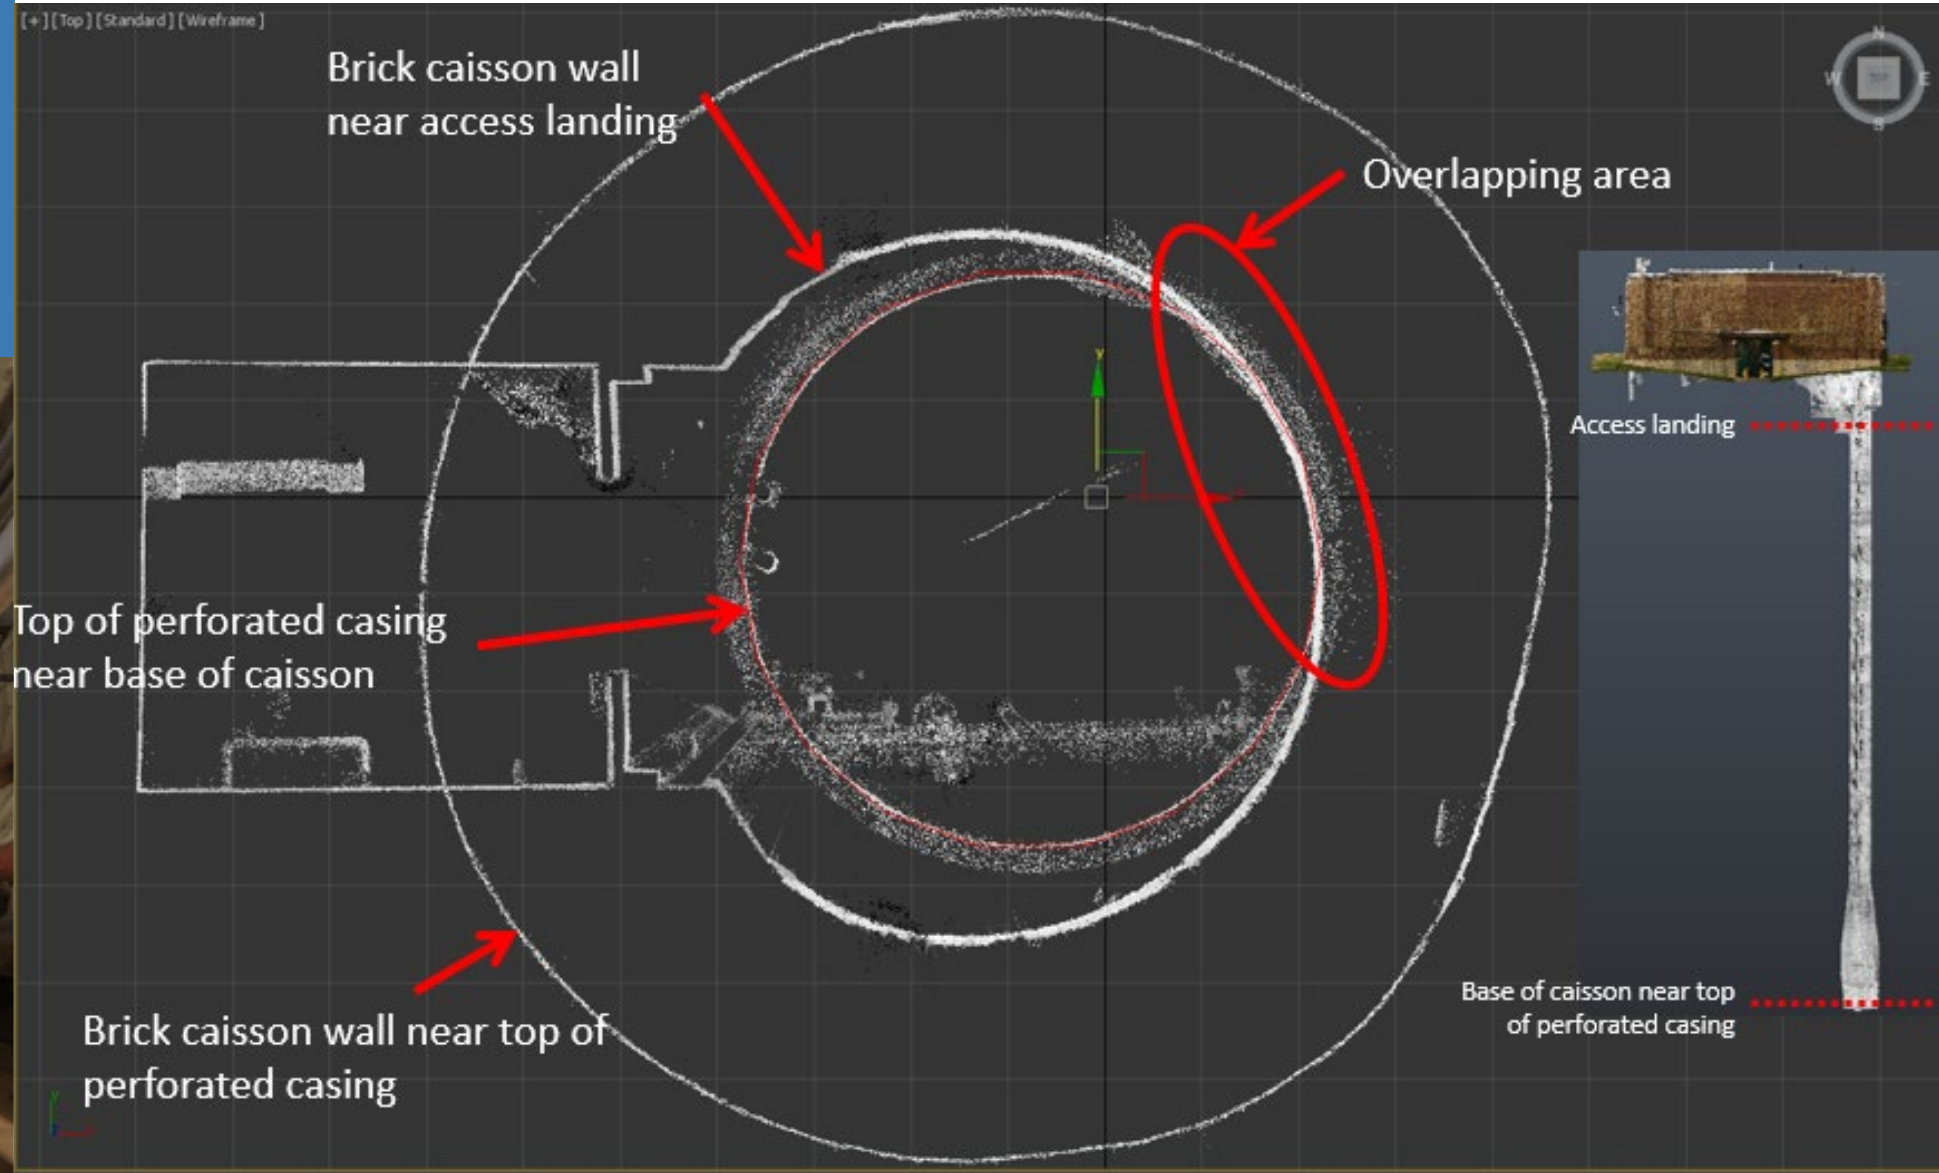 [+] [Top] [Standard] [Wireframe]
N
W
TOP
E
S
Brick caisson wall
near access landing
Overlapping area
y
Access landing
Top of perforated casing
near base of caisson
Base of caisson near top
of perforated casing
Brick caisson wall near top of
perforated casing
y